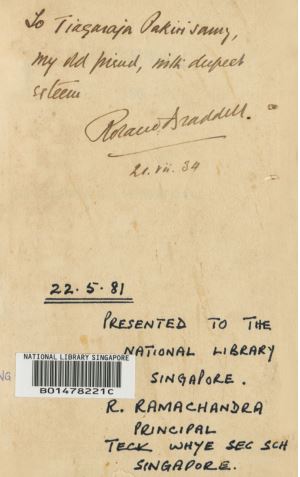 To Tiagaraja Pakirisamy,
my old friend, with deepest
esteem
Roland Braddell.
21.vii.34
22.5.81
PRESENTED TO THE
NATIONAL LIBRARY
SINGAPORE.
R. RAMACHANDRA
PRINCIPAL
TECK WHYE SEC SCH
SINGAPORE.
NATIONAL LIBRARY SINGAPORE
B01478221C
NG